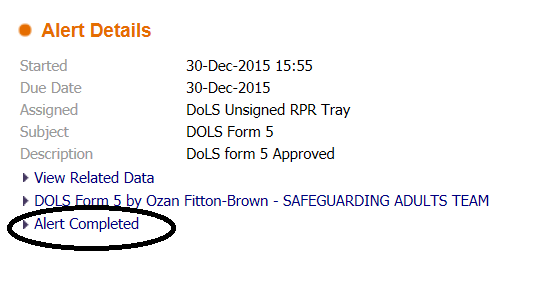 Alert Details
Started 30-Dec-2015 15:55
Due Date 30-Dec-2015
Assigned DoLS Unsigned RPR Tray
Subject DOLS Form 5
Description DoLS form 5 Approved
View Related Data
DOLS Form 5 by Ozan Fitton-Brown - SAFEGUARDING ADULTS TEAM
Alert Completed